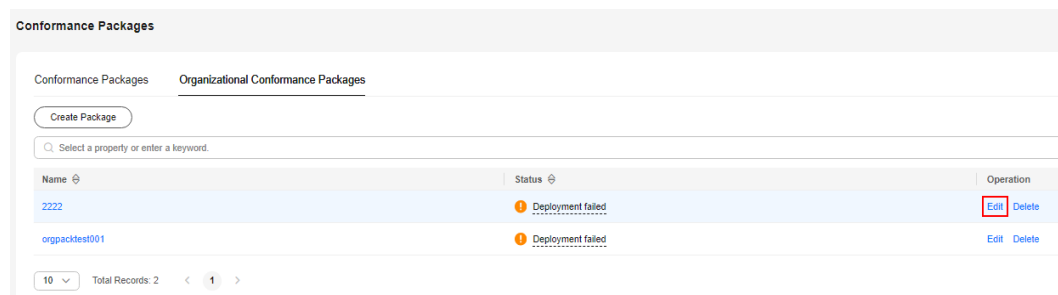 Conformance Packages
Conformance Packages Organizational Conformance Packages
Create Package
Select a property or enter a keyword.
Name Status Operation
2222 Deployment failed Edit Delete
orgpacktest001 Deployment failed Edit Delete
10 Total Records: 2 < 1 >